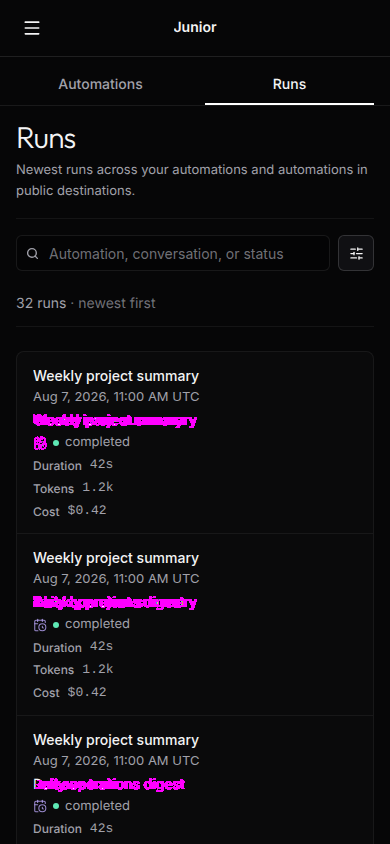 Junior
Automations
Runs
Runs
Newest runs across your automations and automations in
public destinations.
Automation, conversation, or status
32 runs · newest first
Weekly project summary
Aug 7, 2026, 11:00 AM UTC
completed
Duration 42s
Tokens 1.2k
Cost $0.42
Weekly project summary
Aug 7, 2026, 11:00 AM UTC
completed
Duration 42s
Tokens 1.2k
Cost $0.42
Weekly project summary
Aug 7, 2026, 11:00 AM UTC
digest
completed
Duration 42s